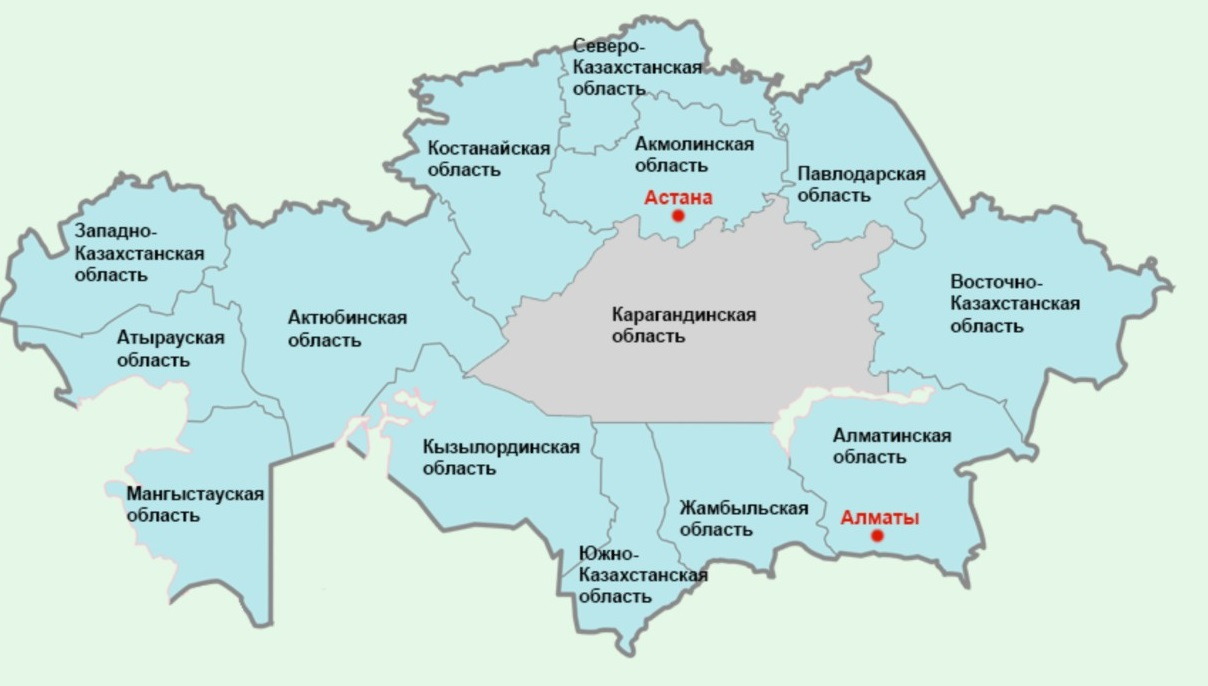 Северо-
Казахстанская
область
Костанайская
область
Акмолинская
область
Астана
Павлодарская
область
Западно-
Казахстанская
область
Восточно-
Казахстанская
область
Атырауская
область
Актюбинская
область
Карагандинская
область
Кызылординская
область
Алматинская
область
Мангыстауская
область
Жамбыльская
область
Алматы
Южно-
Казахстанская
область